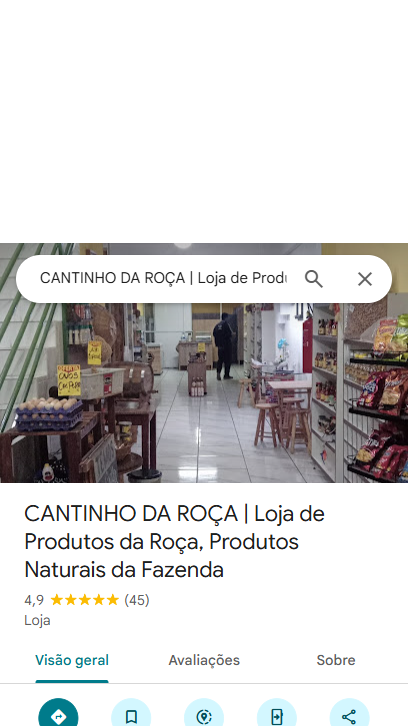 CANTINHO DA ROÇA | Loja de Produ
CANTINHO DA ROÇA | Loja de
Produtos da Roça, Produtos
Naturais da Fazenda
4,9 (45)
Loja
Visão geral Avaliações Sobre